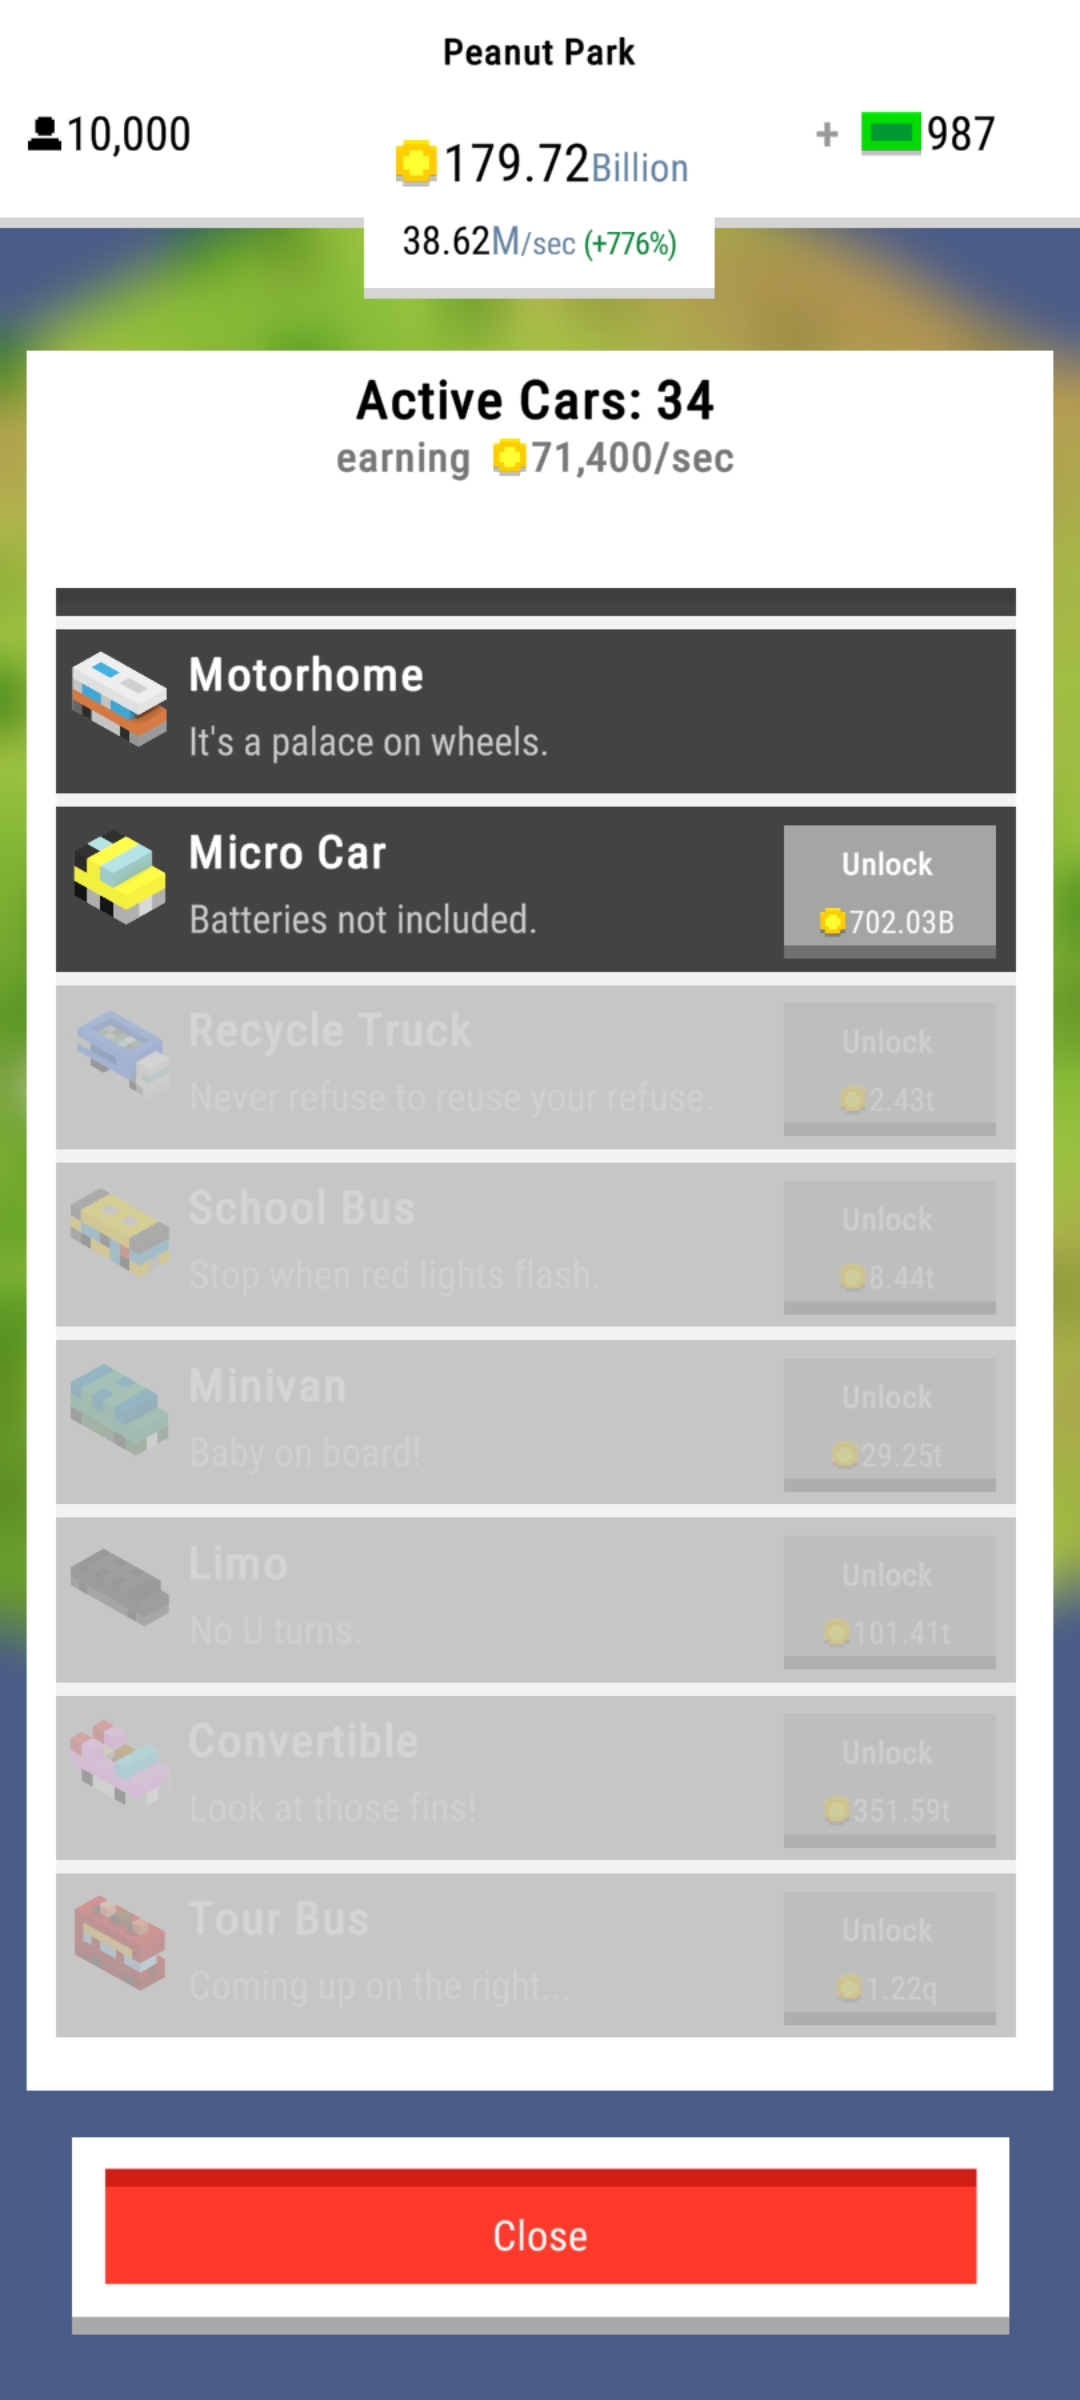 Peanut Park
10,000
179.72Billion
+ 987
38.62M/sec (+776%)
Active Cars: 34
earning 71,400/sec
Motorhome
It's a palace on wheels.
Micro Car
Batteries not included.
Unlock
702.03B
Recycle Truck
Never refuse to reuse your refuse.
Unlock
2.43t
School Bus
Stop when red lights flash.
Unlock
8.44t
Minivan
Baby on board!
Unlock
29.25t
Limo
No U turns.
Unlock
101.41t
Convertible
Look at those fins!
Unlock
351.59t
Tour Bus
Coming up on the right...
Unlock
1.22q
Close